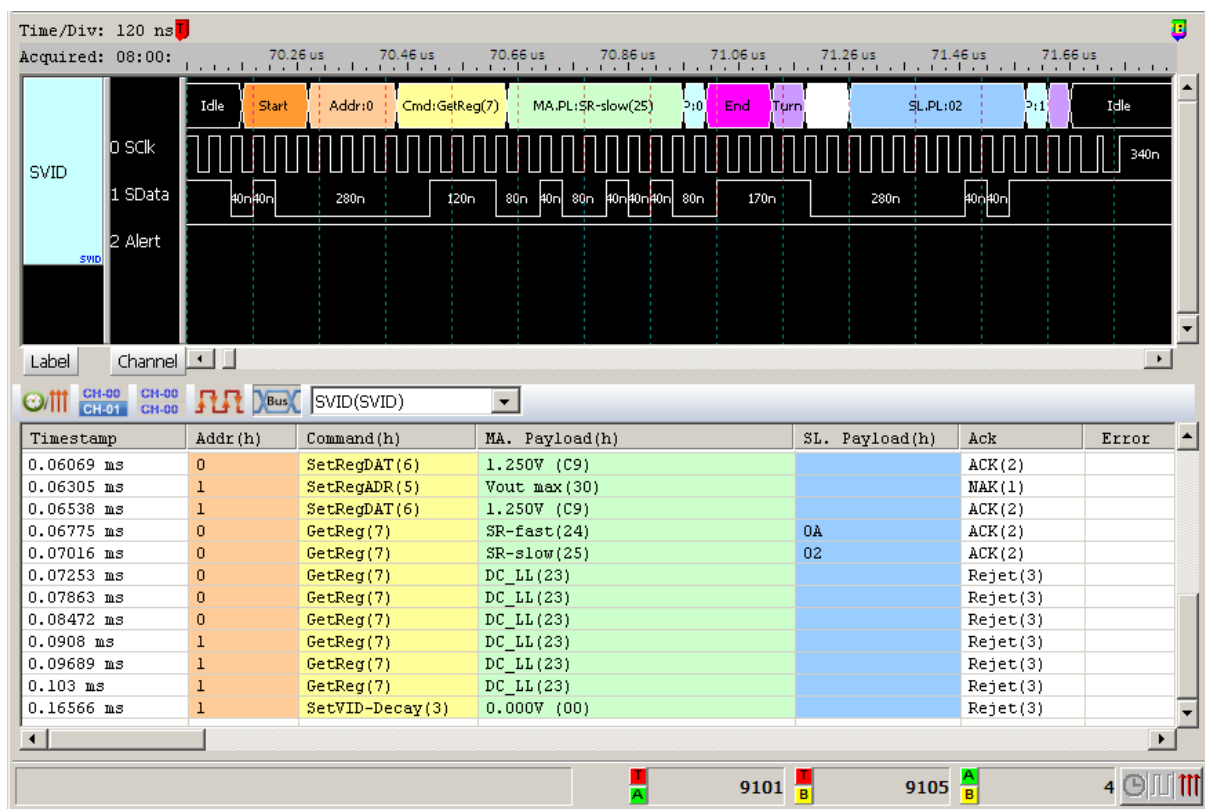 Time/Div: 120 ns T B
Acquired: 08:00: 70.26 us 70.46 us 70.66 us 70.86 us 71.06 us 71.26 us 71.46 us 71.66 us
Idle Start Addr:0 Cmd:GetReg(7) MA.PL:SR-slow(25) P:0 End Turn SL.PL:02 P:1 Idle
0 SClk 340n
SVID
1 SData 40n 40n 280n 120n 80n 40n 80n 40n 40n 40n 80n 170n 280n 40n 40n
2 Alert
SVID
Label Channel
CH-00 CH-00
CH-01 CH-00 Bus SVID(SVID)
Timestamp Addr(h) Command(h) MA. Payload(h) SL. Payload(h) Ack Error
0.06069 ms 0 SetRegDAT(6) 1.250V (C9) ACK(2)
0.06305 ms 1 SetRegADR(5) Vout max(30) NAK(1)
0.06538 ms 1 SetRegDAT(6) 1.250V (C9) ACK(2)
0.06775 ms 0 GetReg(7) SR-fast(24) 0A ACK(2)
0.07016 ms 0 GetReg(7) SR-slow(25) 02 ACK(2)
0.07253 ms 0 GetReg(7) DC_LL(23) Rejet(3)
0.07863 ms 0 GetReg(7) DC_LL(23) Rejet(3)
0.08472 ms 0 GetReg(7) DC_LL(23) Rejet(3)
0.0908 ms 1 GetReg(7) DC_LL(23) Rejet(3)
0.09689 ms 1 GetReg(7) DC_LL(23) Rejet(3)
0.103 ms 1 GetReg(7) DC_LL(23) Rejet(3)
0.16566 ms 1 SetVID-Decay(3) 0.000V (00) Rejet(3)
T A 9101 T B 9105 A B 4